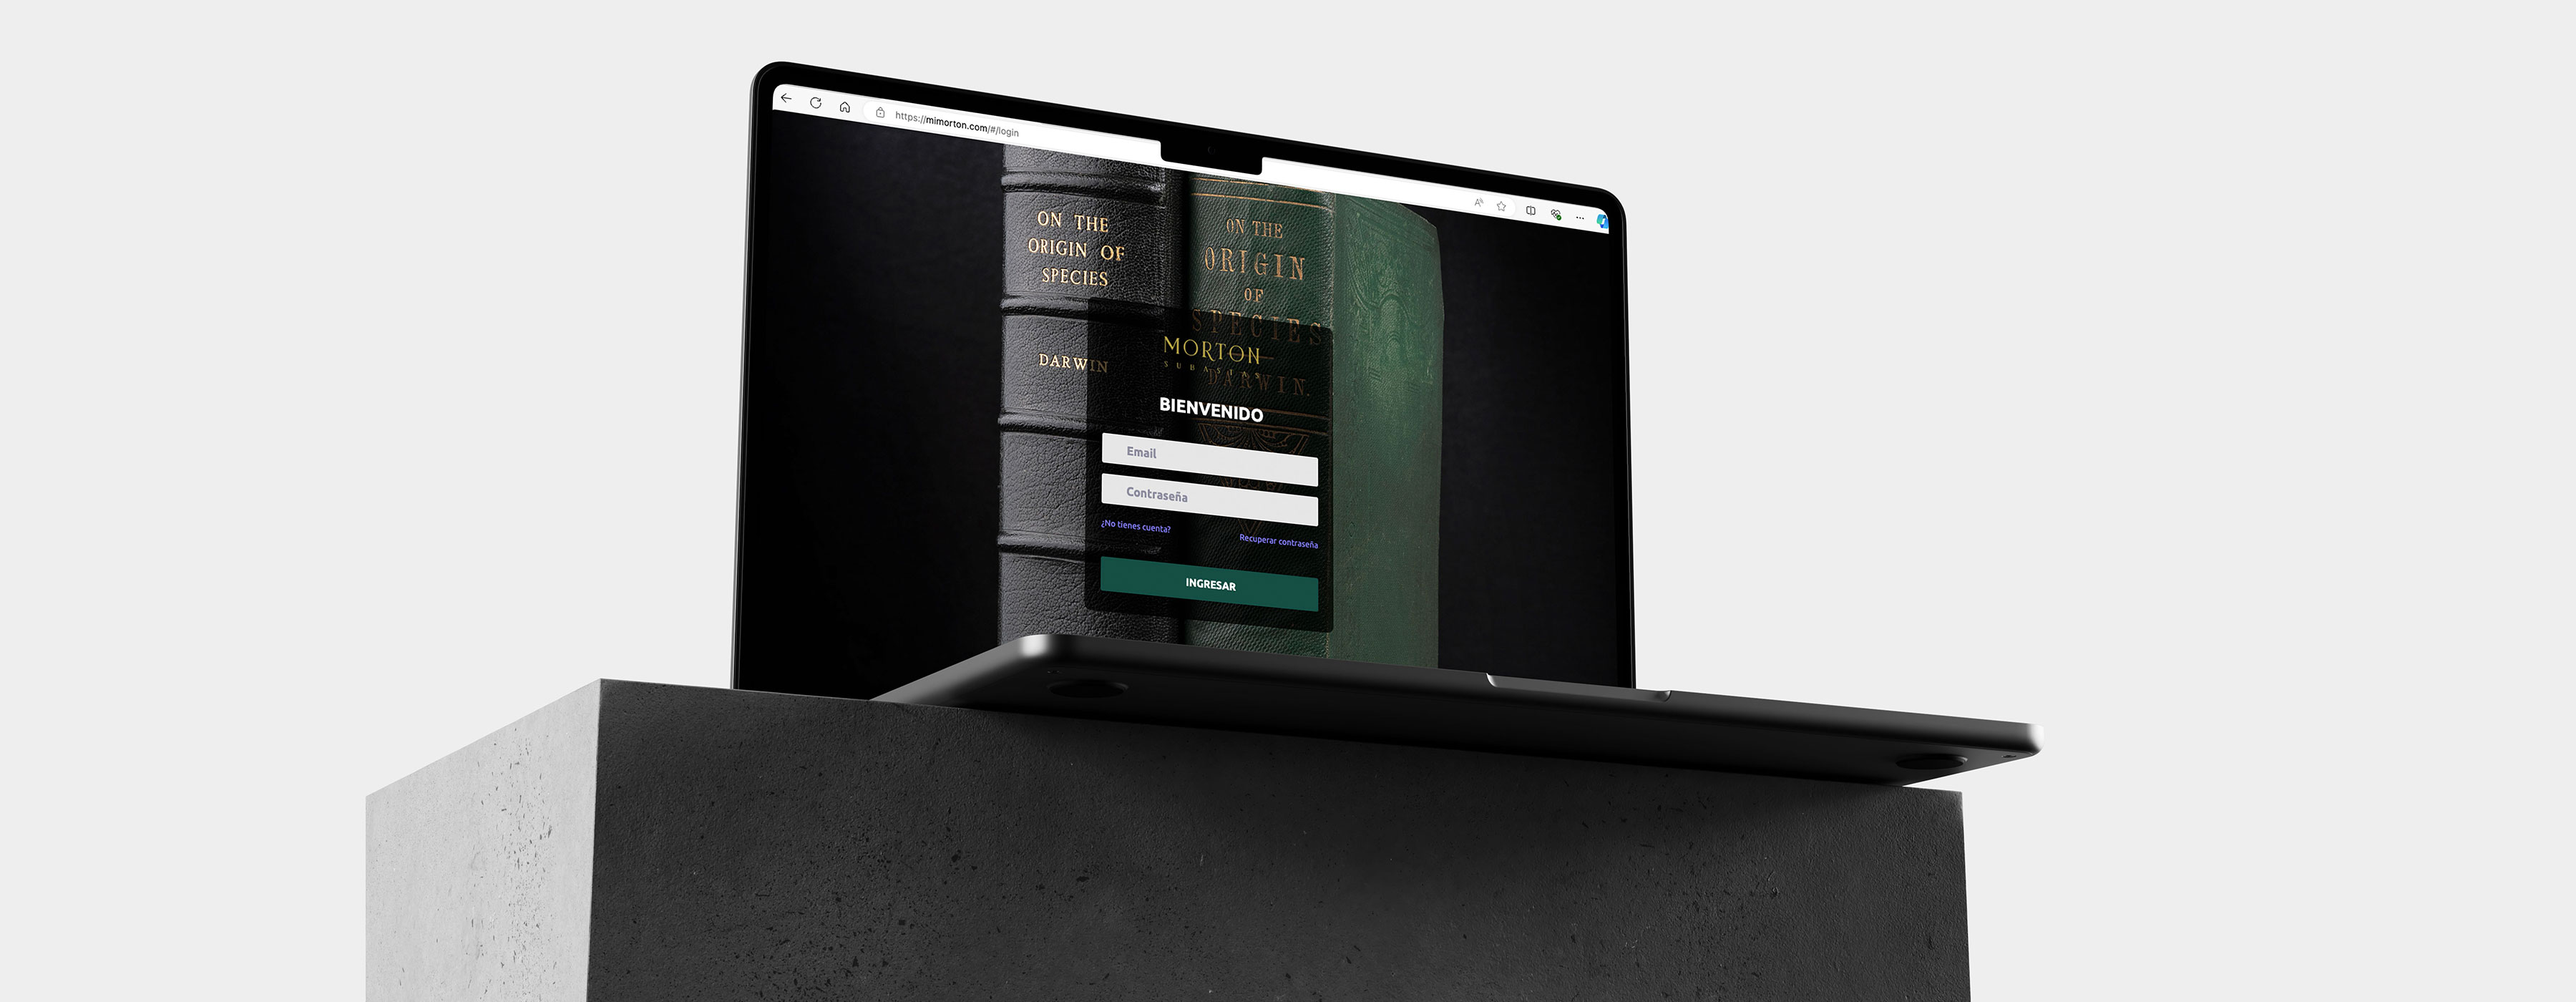 https://mimorton.com/#/login
ON THE
ORIGIN OF
SPECIES
DARWIN
ON THE
ORIGIN
OF
SPECIES
DARWIN.
MORTON
SUBASTAS
BIENVENIDO
Email
Contraseña
¿No tienes cuenta?
Recuperar contraseña
INGRESAR